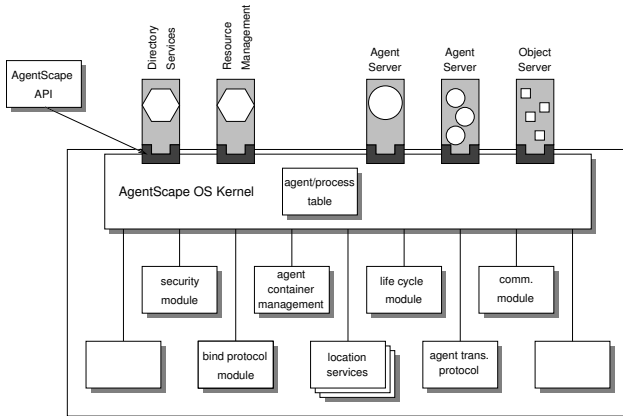 Directory
Services
Resource
Management
Agent
Server
Agent
Server
Object
Server
AgentScape
API
AgentScape OS Kernel
agent/process
table
security
module
agent
container
management
life cycle
module
comm.
module
bind protocol
module
location
services
agent trans.
protocol